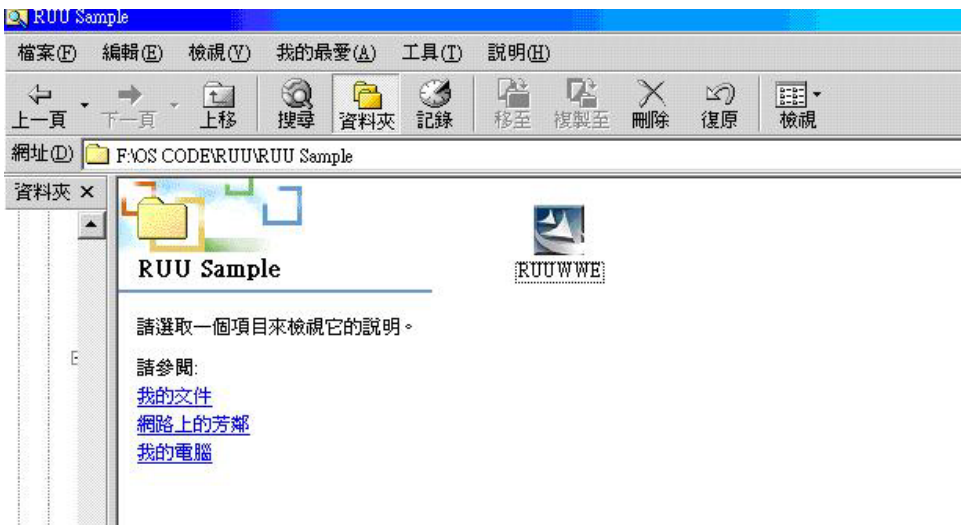 RUU Sample
檔案(F) 編輯(E) 檢視(V) 我的最愛(A) 工具(T) 說明(H)
上一頁 下一頁 上移 搜尋 資料夾 記錄 移至 複製至 刪除 復原 檢視
網址(D) F:\OS CODE\RUU\RUU Sample
資料夾
RUU Sample
RUUWWE
請選取一個項目來檢視它的說明。
請參閱:
我的文件
網路上的芳鄰
我的電腦